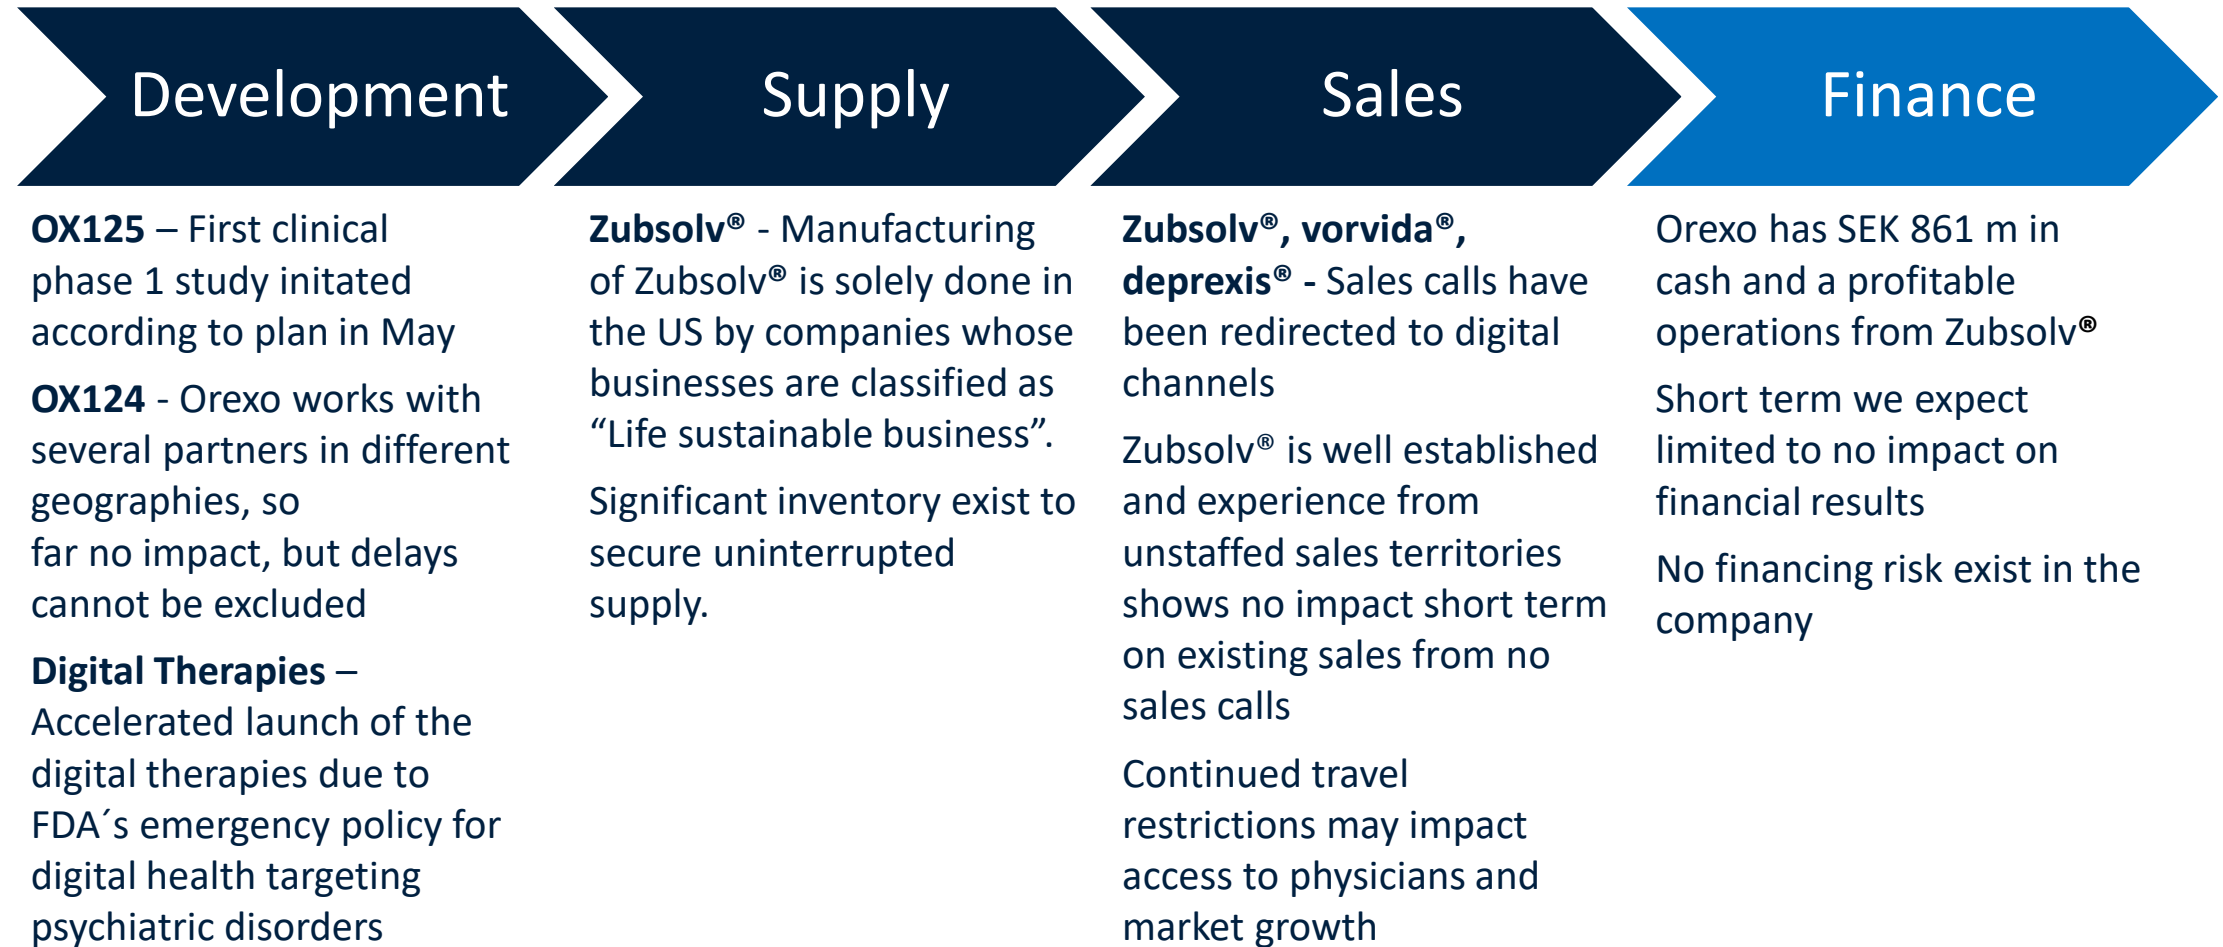 Development
Supply
Sales
Finance
OX125 – First clinical
phase 1 study initated
according to plan in May
OX124 - Orexo works with
several partners in different
geographies, so
far no impact, but delays
cannot be excluded
Digital Therapies –
Accelerated launch of the
digital therapies due to
FDA´s emergency policy for
digital health targeting
psychiatric disorders
Zubsolv® - Manufacturing
of Zubsolv® is solely done in
the US by companies whose
businesses are classified as
“Life sustainable business”.
Significant inventory exist to
secure uninterrupted
supply.
Zubsolv®, vorvida®,
deprexis® - Sales calls have
been redirected to digital
channels
Zubsolv® is well established
and experience from
unstaffed sales territories
shows no impact short term
on existing sales from no
sales calls
Continued travel
restrictions may impact
access to physicians and
market growth
Orexo has SEK 861 m in
cash and a profitable
operations from Zubsolv®
Short term we expect
limited to no impact on
financial results
No financing risk exist in the
company